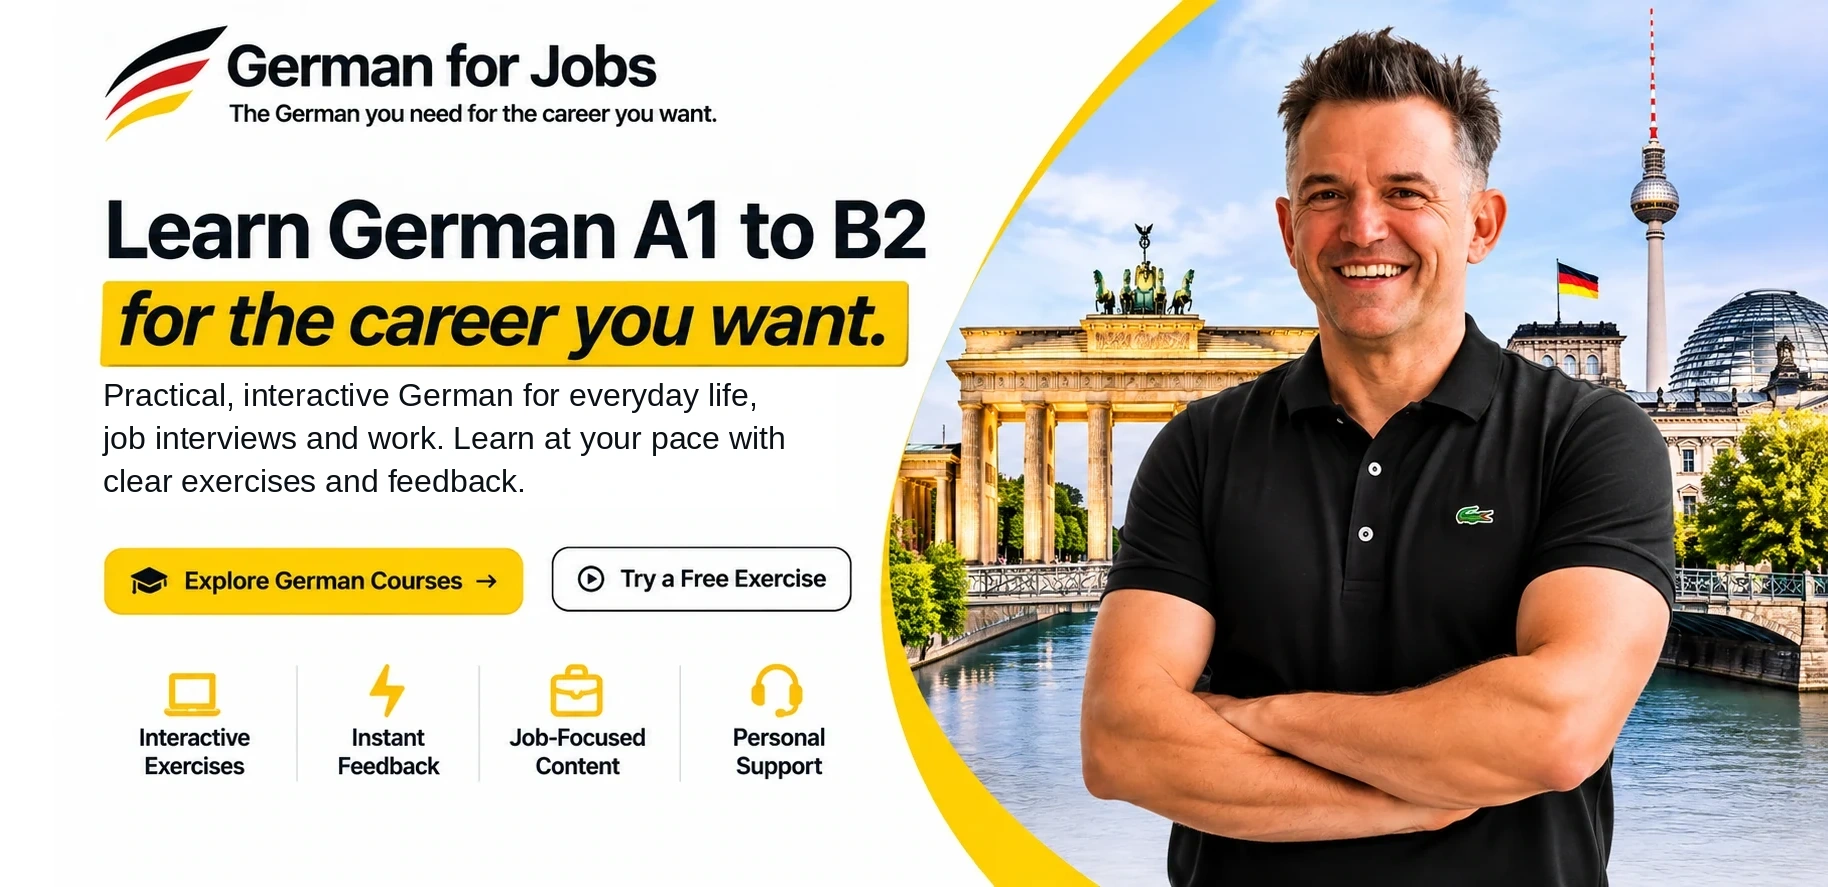 German for Jobs
The German you need for the career you want.
Learn German A1 to B2
for the career you want.
Practical, interactive German for everyday life,
job interviews and work. Learn at your pace with
clear exercises and feedback.
Explore German Courses →
Try a Free Exercise
Interactive
Exercises
Instant
Feedback
Job-Focused
Content
Personal
Support